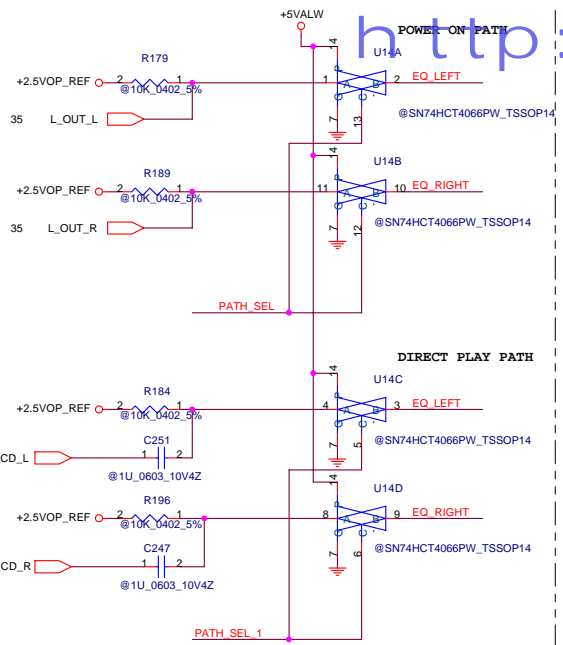 +5VALW
http:
POWER ON PATH
R179
14
U14A
+2.5VOP_REF
2
1
1
P
A
B
G
C
2
EQ_LEFT
@10K_0402_5%
35
L_OUT_L
7
13
@SN74HCT4066PW_TSSOP14
R189
14
U14B
+2.5VOP_REF
2
1
11
P
A
B
G
C
10
EQ_RIGHT
@10K_0402_5%
35
L_OUT_R
7
12
@SN74HCT4066PW_TSSOP14
PATH_SEL
DIRECT PLAY PATH
R184
14
U14C
+2.5VOP_REF
2
1
4
P
A
B
G
C
3
EQ_LEFT
@10K_0402_5%
C251
CD_L
1
2
7
5
@SN74HCT4066PW_TSSOP14
@1U_0603_10V4Z
R196
14
U14D
+2.5VOP_REF
2
1
8
P
A
B
G
C
9
EQ_RIGHT
@10K_0402_5%
C247
CD_R
1
2
7
6
@SN74HCT4066PW_TSSOP14
@1U_0603_10V4Z
PATH_SEL_1